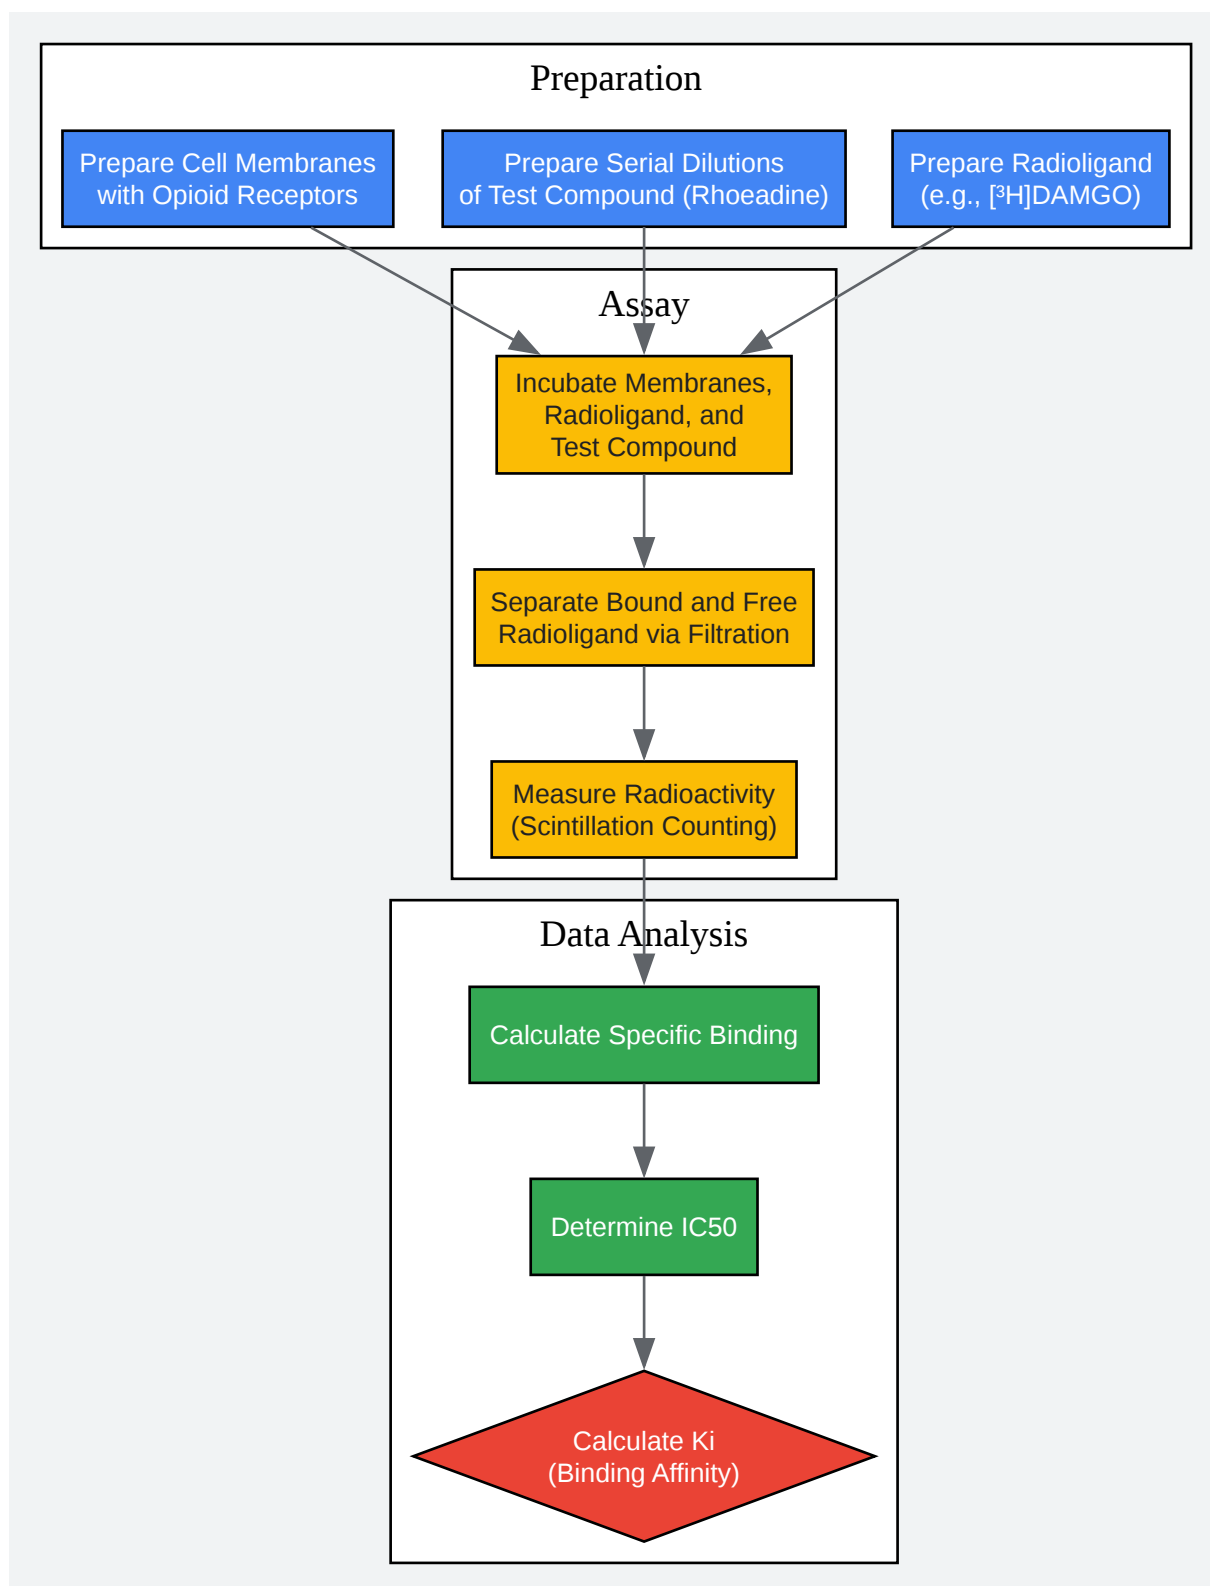 Preparation
Prepare Cell Membranes
with Opioid Receptors
Prepare Serial Dilutions
of Test Compound (Rhoeadine)
Prepare Radioligand
(e.g., [³H]DAMGO)
Assay
Incubate Membranes,
Radioligand, and
Test Compound
Separate Bound and Free
Radioligand via Filtration
Measure Radioactivity
(Scintillation Counting)
Data Analysis
Calculate Specific Binding
Determine IC50
Calculate Ki
(Binding Affinity)